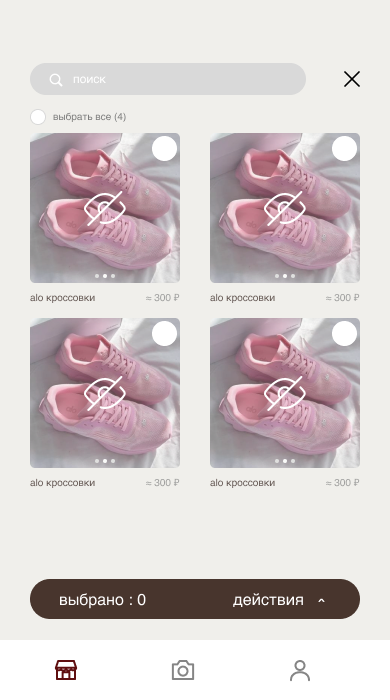 поиск
выбрать все (4)
alo кроссовки ≈ 300 ₽
alo кроссовки ≈ 300 ₽
alo кроссовки ≈ 300 ₽
alo кроссовки ≈ 300 ₽
выбрано : 0 действия